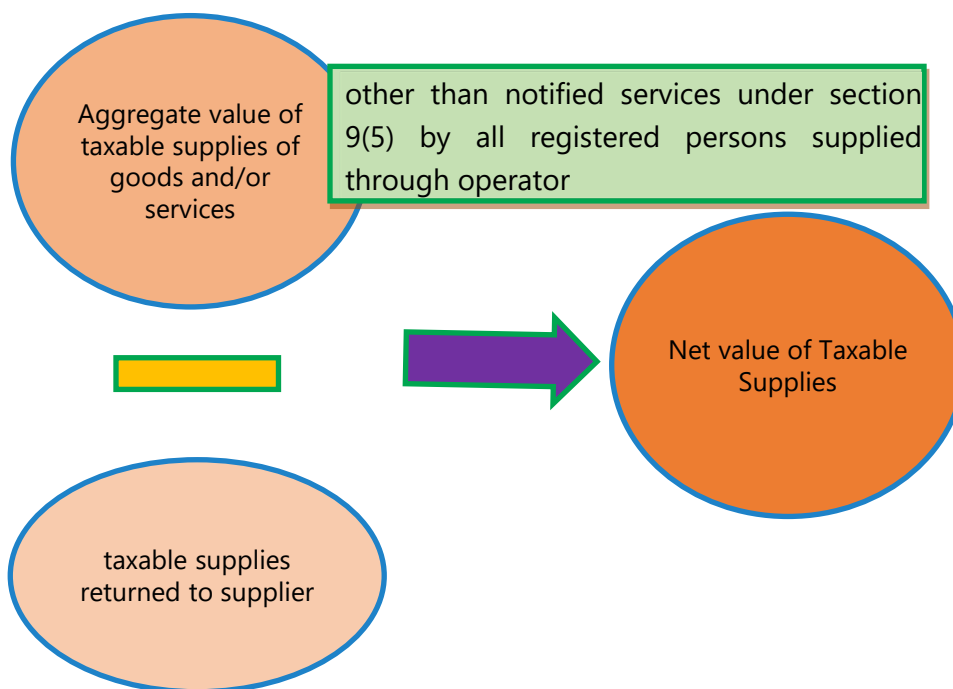 Aggregate value of
taxable supplies of
goods and/or
services
other than notified services under section
9(5) by all registered persons supplied
through operator
Net value of Taxable
Supplies
taxable supplies
returned to supplier